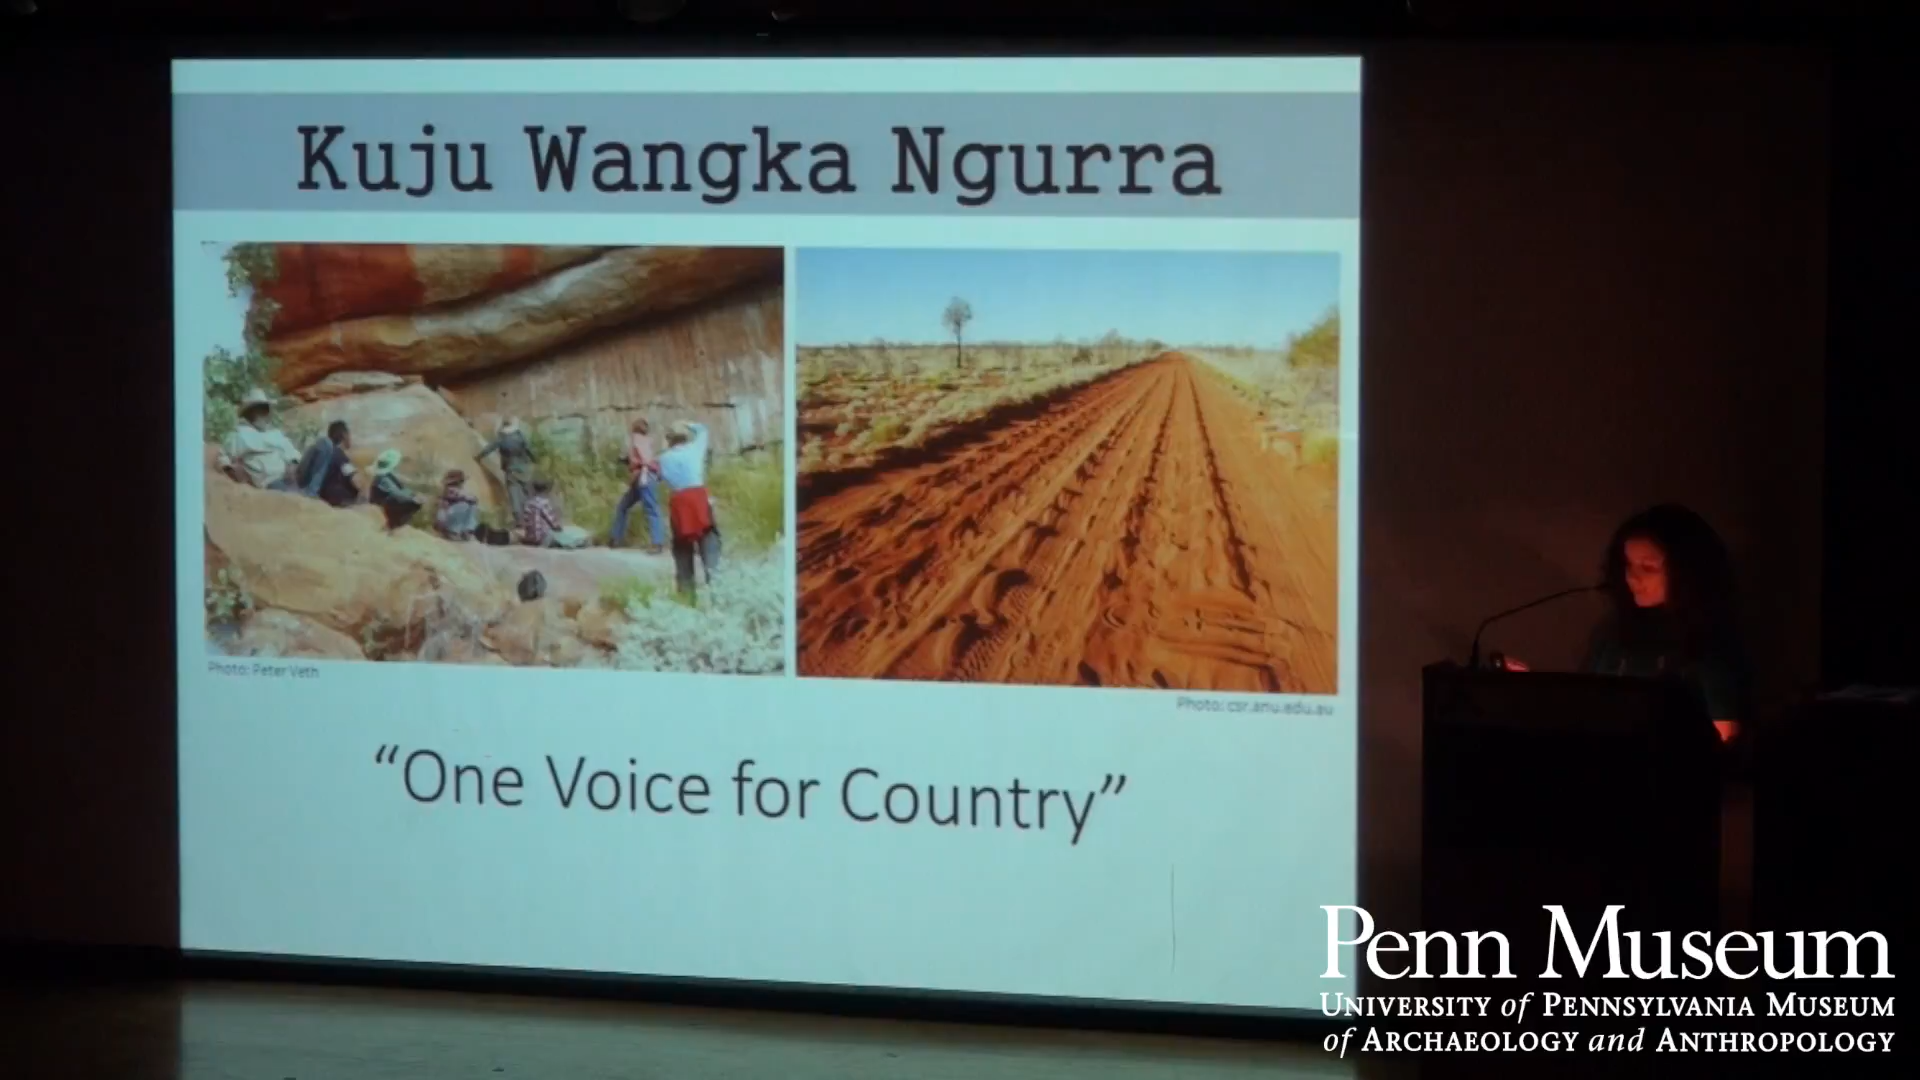 Kuju Wangka Ngurra
Photo: Peter Veth
Photo: csr.anu.edu.au
“One Voice for Country”
Penn Museum
UNIVERSITY of PENNSYLVANIA MUSEUM
of ARCHAEOLOGY and ANTHROPOLOGY